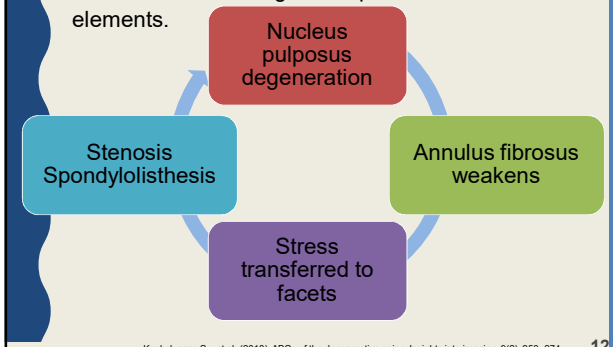 elements.
Nucleus
pulposus
degeneration
Annulus fibrosus
weakens
Stress
transferred to
facets
Stenosis
Spondylolisthesis
12